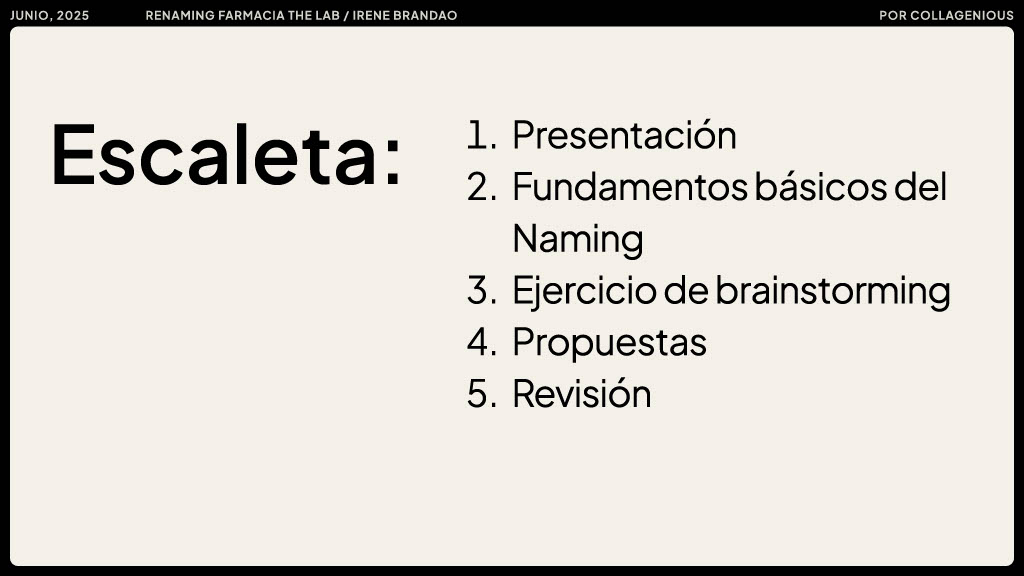 JUNIO, 2025
RENAMING FARMACIA THE LAB / IRENE BRANDAO
POR COLLAGENIOUS
Escaleta:
1. Presentación
2. Fundamentos básicos del
Naming
3. Ejercicio de brainstorming
4. Propuestas
5. Revisión